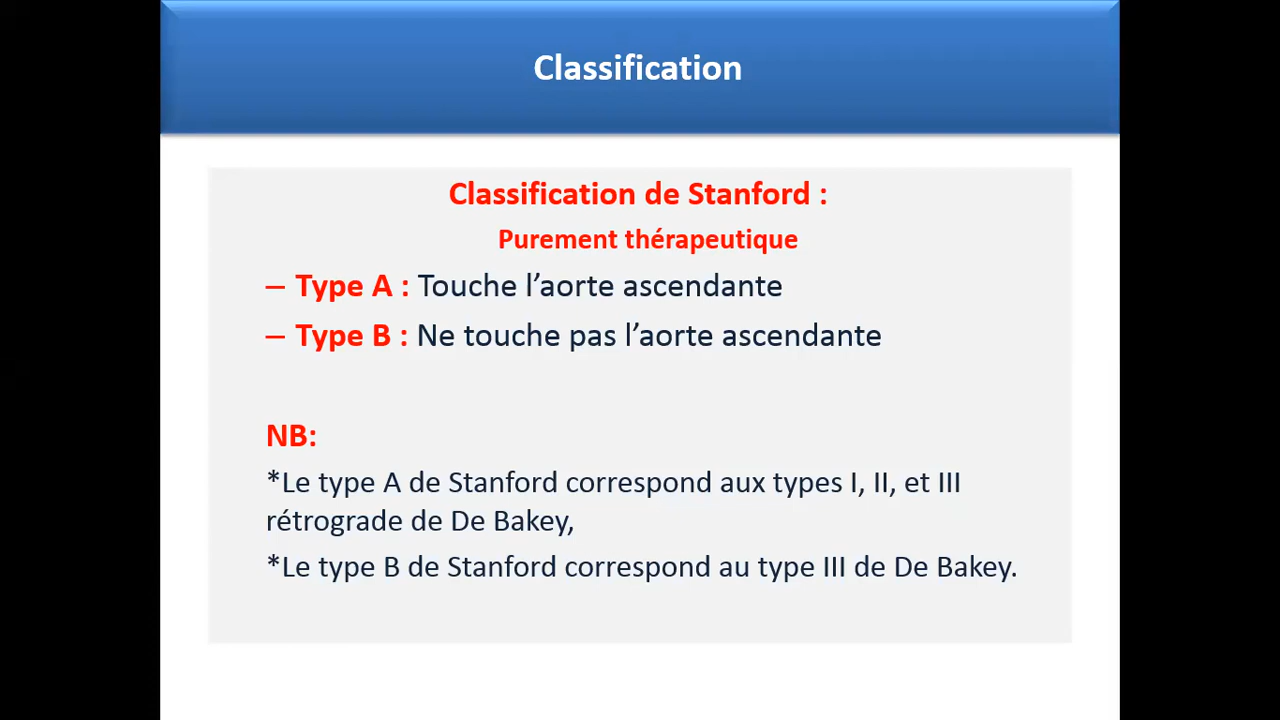 Classification
Classification de Stanford :
Purement thérapeutique
– Type A : Touche l’aorte ascendante
– Type B : Ne touche pas l’aorte ascendante
NB:
*Le type A de Stanford correspond aux types I, II, et III
rétrograde de De Bakey,
*Le type B de Stanford correspond au type III de De Bakey.